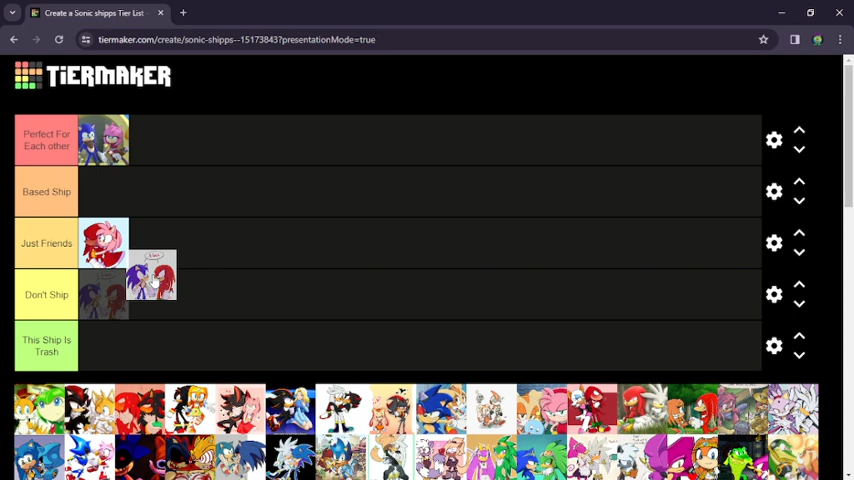 Create a Sonic shipps Tier List -
tiermaker.com/create/sonic-shipps--15173843?presentationMode=true
TiERMAKER
Perfect For
Each other
Based Ship
Just Friends
Don't Ship
This Ship Is
Trash